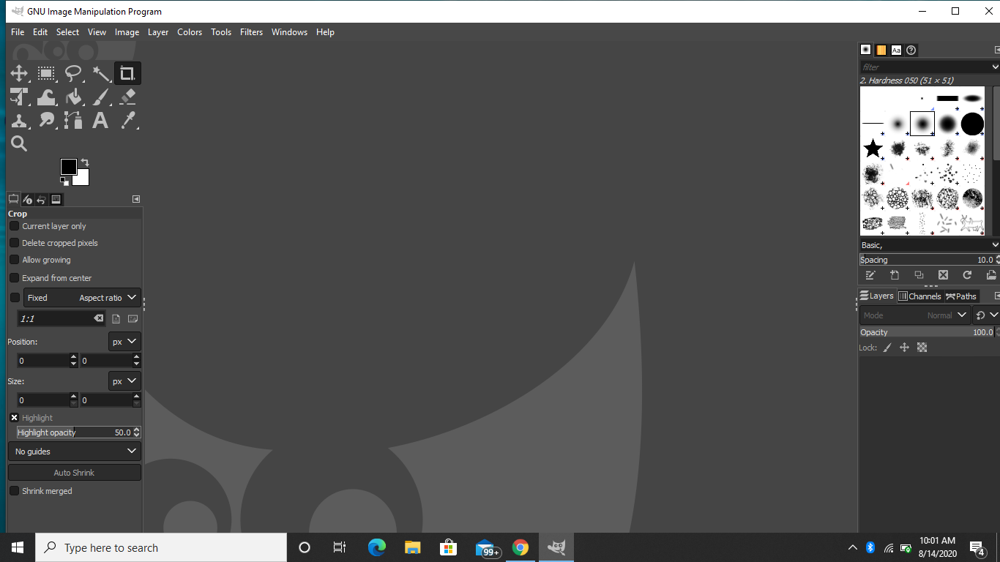 GNU Image Manipulation Program
File Edit Select View Image Layer Colors Tools Filters Windows Help
Aa
filter
2. Hardness 050 (51 × 51)
A
Crop
Current layer only
Delete cropped pixels
Allow growing
Expand from center
Fixed Aspect ratio
1:1
Position: px
0 0
Size: px
0 0
Highlight
Highlight opacity 50.0
No guides
Auto Shrink
Shrink merged
Basic,
Spacing 10.0
Layers Channels Paths
Mode Normal
Opacity 100.0
Lock:
Type here to search
99+
10:01 AM
8/14/2020
4